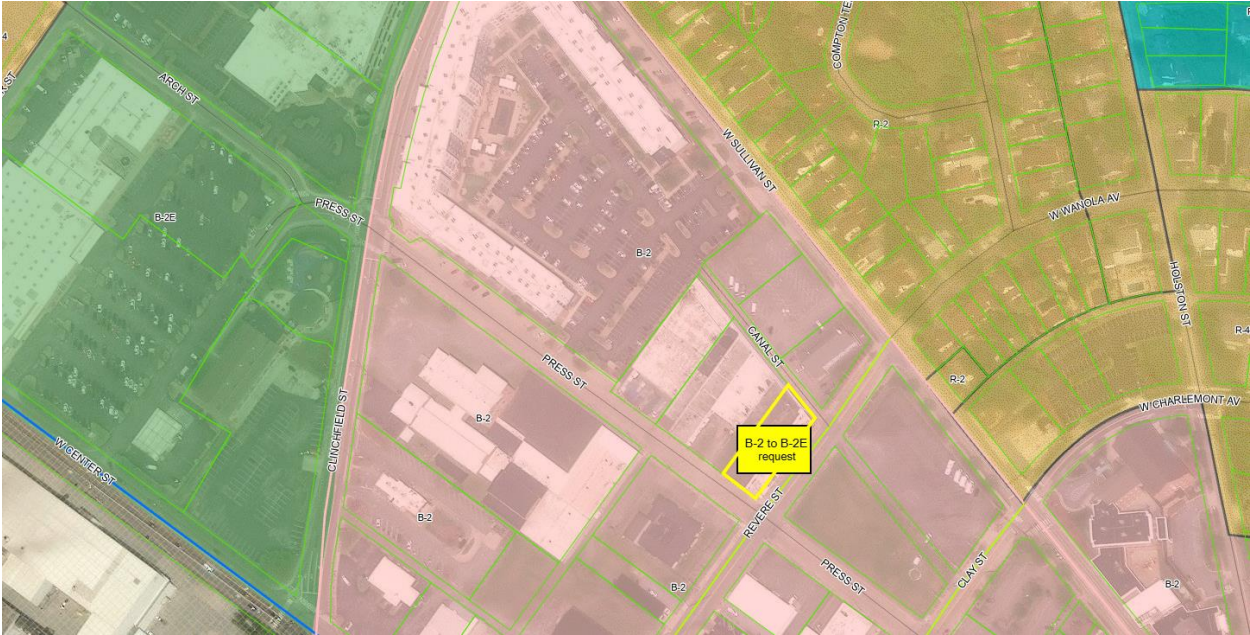 COMPTON TE
4
ARCH ST
R-2
W SULLIVAN ST
PRESS ST
W WANOLA AV
B-2E
B-2
HOLSTON ST
CANAL ST
R-4
PRESS ST
R-2
CLINCHFIELD ST
W CHARLEMONT AV
B-2
B-2 to B-2E
request
W CENTER ST
B-2
REVERE ST
PRESS ST
CLAY ST
B-2
B-2